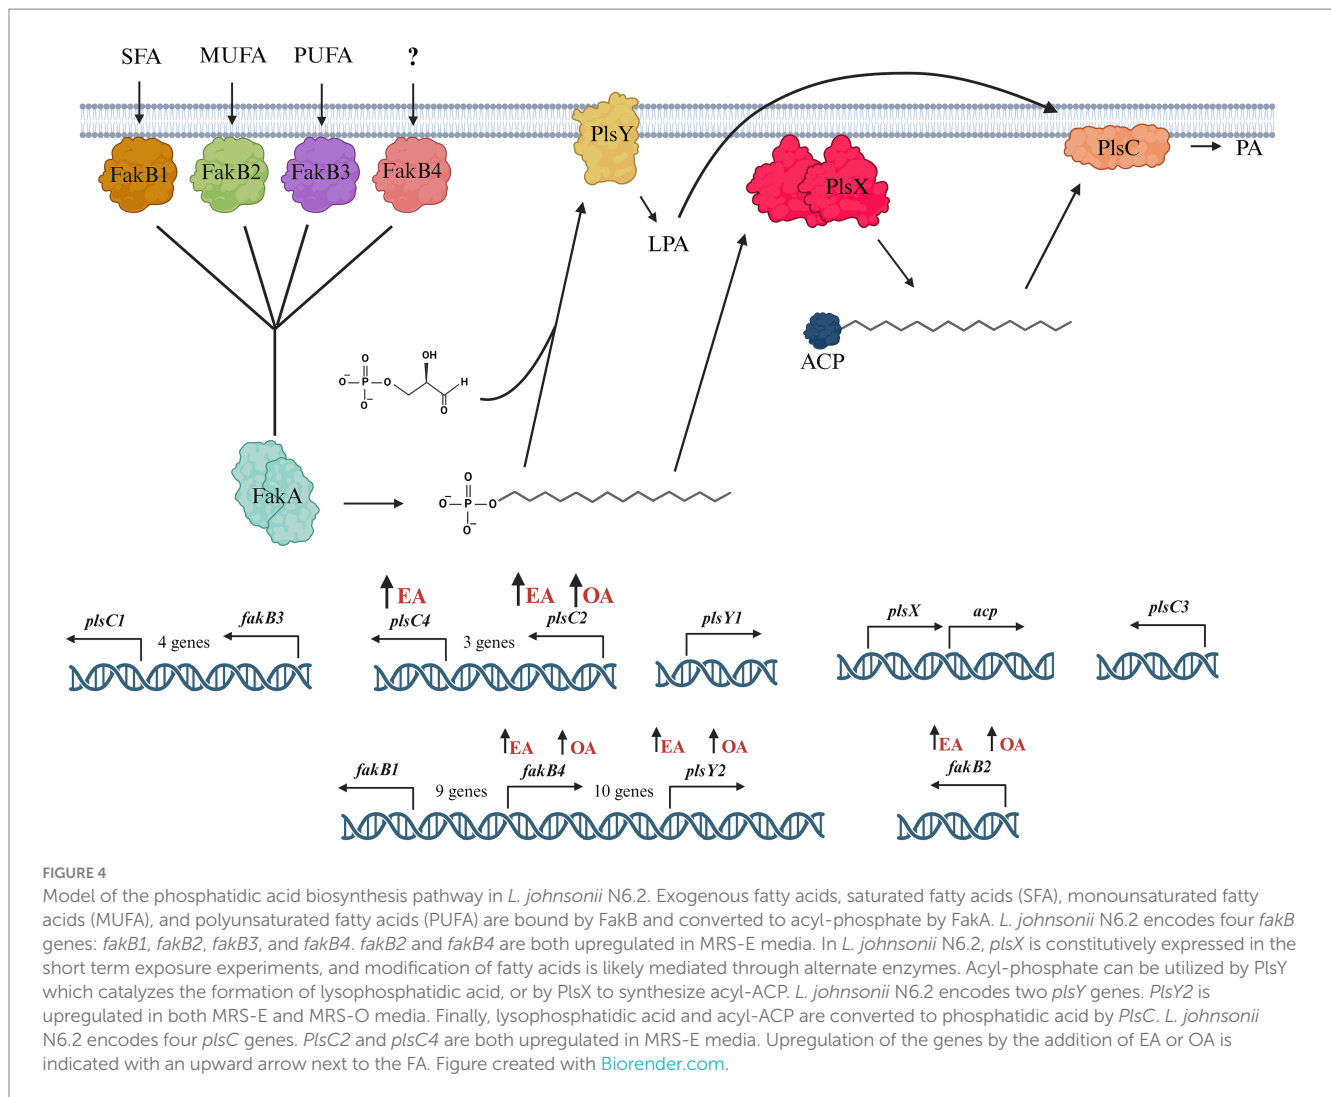 SFA MUFA PUFA ?
FakB1 FakB2 FakB3 FakB4 PlsY PlsX PlsC PA
LPA
ACP
O⁻ P O O O⁻ OH H O
FakA
O⁻ P O O O⁻
EA EA OA
plsC1 4 genes fakB3
plsC4 3 genes plsC2
plsY1
plsX acp
plsC3
EA OA EA OA EA OA
fakB1 9 genes fakB4 10 genes plsY2
fakB2
FIGURE 4
Model of the phosphatidic acid biosynthesis pathway in L. johnsonii N6.2. Exogenous fatty acids, saturated fatty acids (SFA), monounsaturated fatty
acids (MUFA), and polyunsaturated fatty acids (PUFA) are bound by FakB and converted to acyl-phosphate by FakA. L. johnsonii N6.2 encodes four fakB
genes: fakB1, fakB2, fakB3, and fakB4. fakB2 and fakB4 are both upregulated in MRS-E media. In L. johnsonii N6.2, plsX is constitutively expressed in the
short term exposure experiments, and modification of fatty acids is likely mediated through alternate enzymes. Acyl-phosphate can be utilized by PlsY
which catalyzes the formation of lysophosphatidic acid, or by PlsX to synthesize acyl-ACP. L. johnsonii N6.2 encodes two plsY genes. PlsY2 is
upregulated in both MRS-E and MRS-O media. Finally, lysophosphatidic acid and acyl-ACP are converted to phosphatidic acid by PlsC. L. johnsonii
N6.2 encodes four plsC genes. PlsC2 and plsC4 are both upregulated in MRS-E media. Upregulation of the genes by the addition of EA or OA is
indicated with an upward arrow next to the FA. Figure created with Biorender.com.